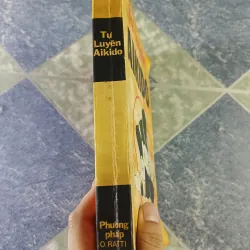 Tự
Luyện
Aikido
Phương
pháp
O RATTI